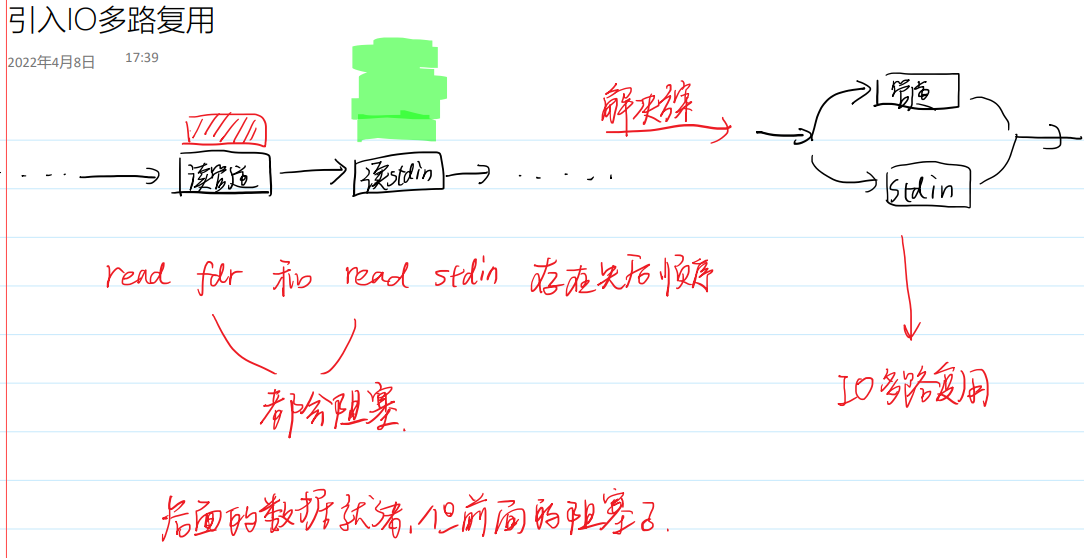 引入IO多路复用
2022年4月8日 17:39
解决方案
管道
读管道
读stdin
stdin
read fdr 和 read stdin 存在先后顺序
IO多路复用
都会阻塞.
后面的数据就绪,但前面的阻塞了.